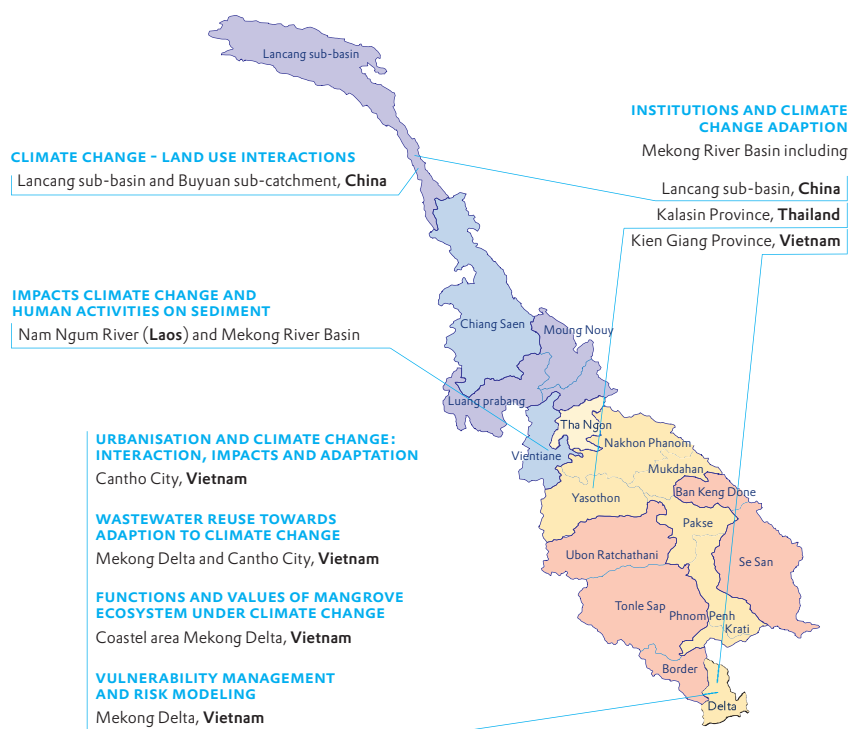 Lancang sub-basin
INSTITUTIONS AND CLIMATE
CHANGE ADAPTION
Mekong River Basin including
Lancang sub-basin, China
Kalasin Province, Thailand
Kien Giang Province, Vietnam
CLIMATE CHANGE - LAND USE INTERACTIONS
Lancang sub-basin and Buyuan sub-catchment, China
IMPACTS CLIMATE CHANGE AND
HUMAN ACTIVITIES ON SEDIMENT
Nam Ngum River (Laos) and Mekong River Basin
URBANISATION AND CLIMATE CHANGE:
INTERACTION, IMPACTS AND ADAPTATION
Cantho City, Vietnam
WASTEWATER REUSE TOWARDS
ADAPTION TO CLIMATE CHANGE
Mekong Delta and Cantho City, Vietnam
FUNCTIONS AND VALUES OF MANGROVE
ECOSYSTEM UNDER CLIMATE CHANGE
Coastel area Mekong Delta, Vietnam
VULNERABILITY MANAGEMENT
AND RISK MODELING
Mekong Delta, Vietnam
Chiang Saen
Moung Nouy
Luang prabang
Tha Ngon
Nakhon Phanom
Vientiane
Mukdahan
Yasothon
Ban Keng Done
Pakse
Ubon Ratchathani
Se San
Tonle Sap
Phnom Penh
Krati
Border
Delta